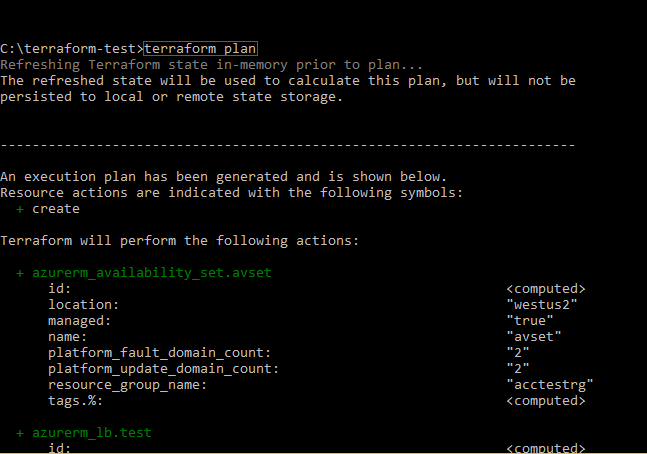 C:\terraform-test>terraform plan
Refreshing Terraform state in-memory prior to plan...
The refreshed state will be used to calculate this plan, but will not be
persisted to local or remote state storage.
------------------------------------------------------------------------
An execution plan has been generated and is shown below.
Resource actions are indicated with the following symbols:
+ create
Terraform will perform the following actions:
+ azurerm_availability_set.avset
id: <computed>
location: "westus2"
managed: "true"
name: "avset"
platform_fault_domain_count: "2"
platform_update_domain_count: "2"
resource_group_name: "acctestrg"
tags.%: <computed>
+ azurerm_lb.test
id: <computed>